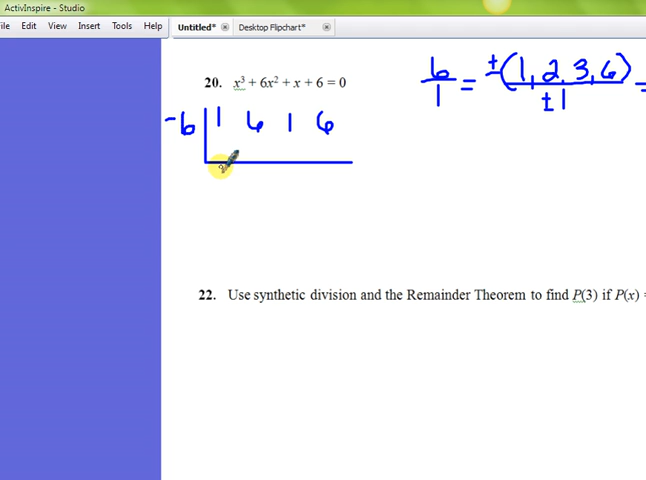 ActivInspire - Studio
ile Edit View Insert Tools Help Untitled* Desktop Flipchart*
20. x³ + 6x² + x + 6 = 0
6/1 = ±(1, 2, 3, 6)/±1 =
-6 1 6 1 6
22. Use synthetic division and the Remainder Theorem to find P(3) if P(x) =